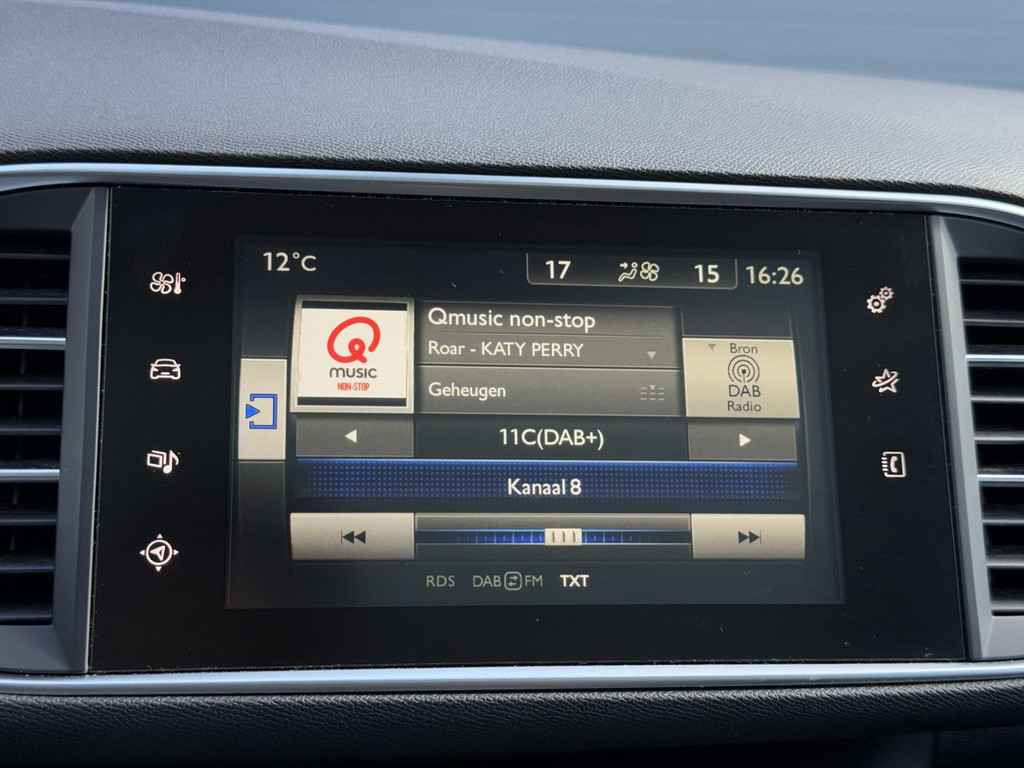 12°C
17 15 16:26
MUSIC
NON-STOP
Qmusic non-stop
Roar - KATY PERRY
Geheugen
Bron
DAB
Radio
11C(DAB+)
Kanaal 8
RDS DAB FM TXT